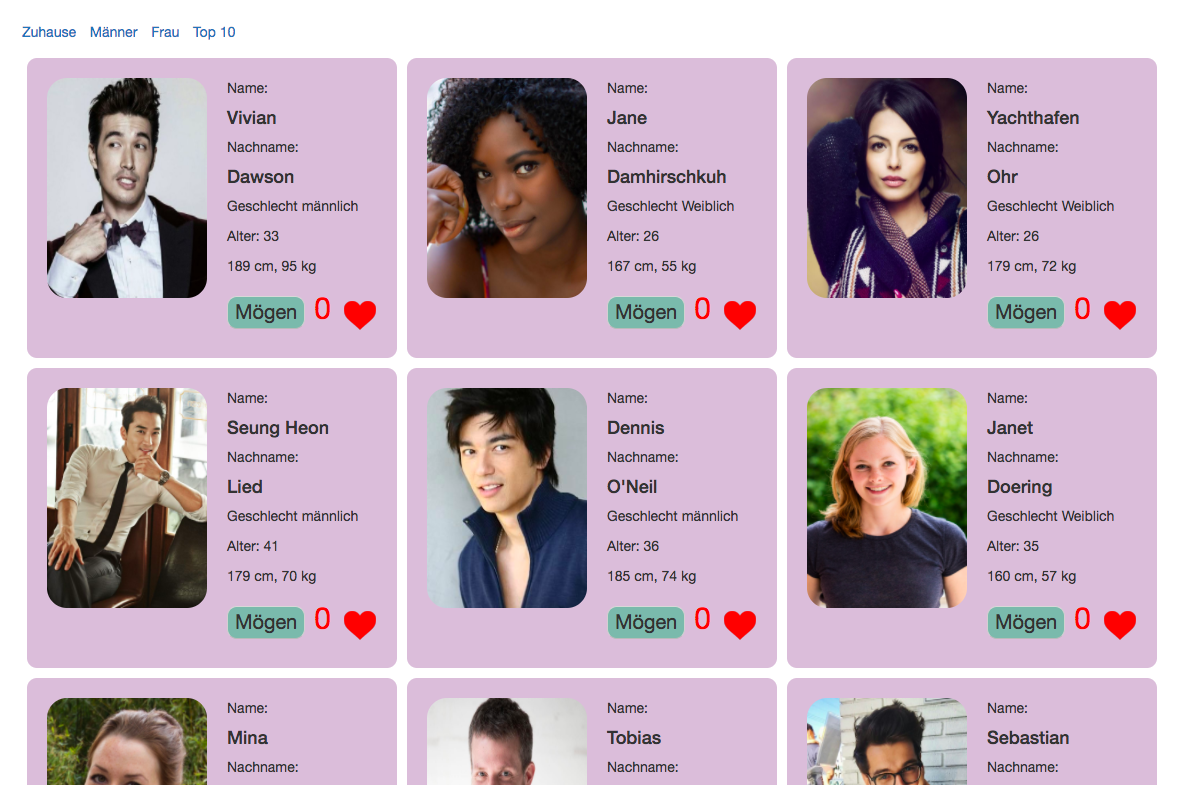 Zuhause Männer Frau Top 10
Name:
Vivian
Nachname:
Dawson
Geschlecht männlich
Alter: 33
189 cm, 95 kg
Mögen 0
Name:
Jane
Nachname:
Damhirschkuh
Geschlecht Weiblich
Alter: 26
167 cm, 55 kg
Mögen 0
Name:
Yachthafen
Nachname:
Ohr
Geschlecht Weiblich
Alter: 26
179 cm, 72 kg
Mögen 0
Name:
Seung Heon
Nachname:
Lied
Geschlecht männlich
Alter: 41
179 cm, 70 kg
Mögen 0
Name:
Dennis
Nachname:
O'Neil
Geschlecht männlich
Alter: 36
185 cm, 74 kg
Mögen 0
Name:
Janet
Nachname:
Doering
Geschlecht Weiblich
Alter: 35
160 cm, 57 kg
Mögen 0
Name:
Mina
Nachname:
Name:
Tobias
Nachname:
Name:
Sebastian
Nachname: